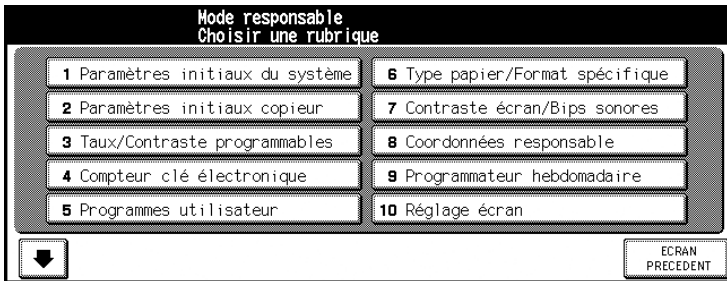 Mode responsable
Choisir une rubrique
1 Paramètres initiaux du système
2 Paramètres initiaux copieur
3 Taux/Contraste programmables
4 Compteur clé électronique
5 Programmes utilisateur
6 Type papier/Format spécifique
7 Contraste écran/Bips sonores
8 Coordonnées responsable
9 Programmateur hebdomadaire
10 Réglage écran
ECRAN
PRECEDENT